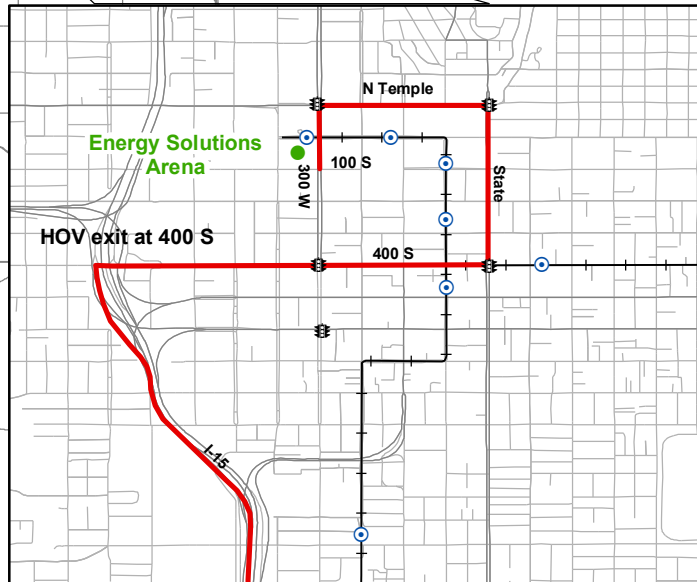 N Temple
Energy Solutions
Arena
100 S
300 W
State
HOV exit at 400 S
400 S
I-15